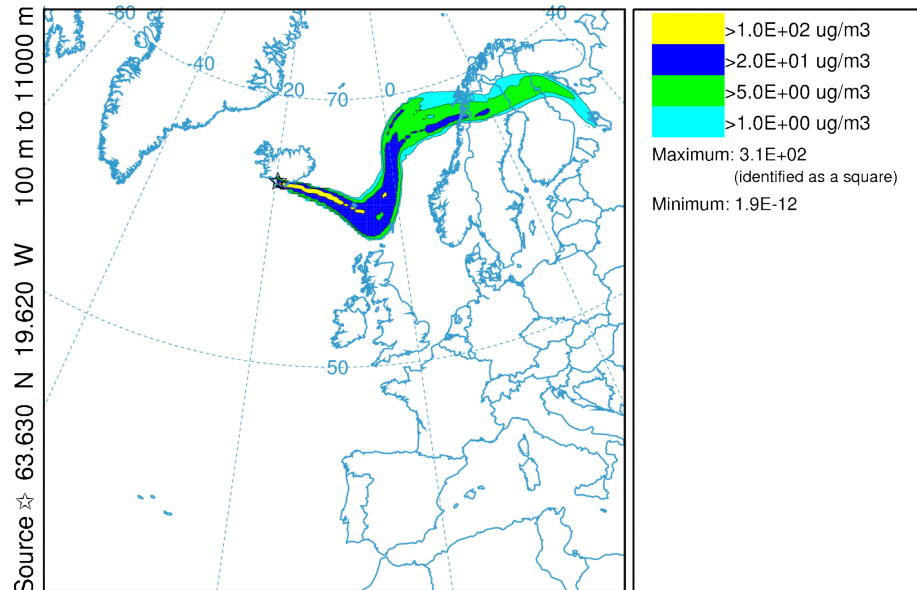 Source ☆ 63.630 N 19.620 W 100 m to 11000 m
-60
40
-40
-20
70
0
50
>1.0E+02 ug/m3
>2.0E+01 ug/m3
>5.0E+00 ug/m3
>1.0E+00 ug/m3
Maximum: 3.1E+02
(identified as a square)
Minimum: 1.9E-12